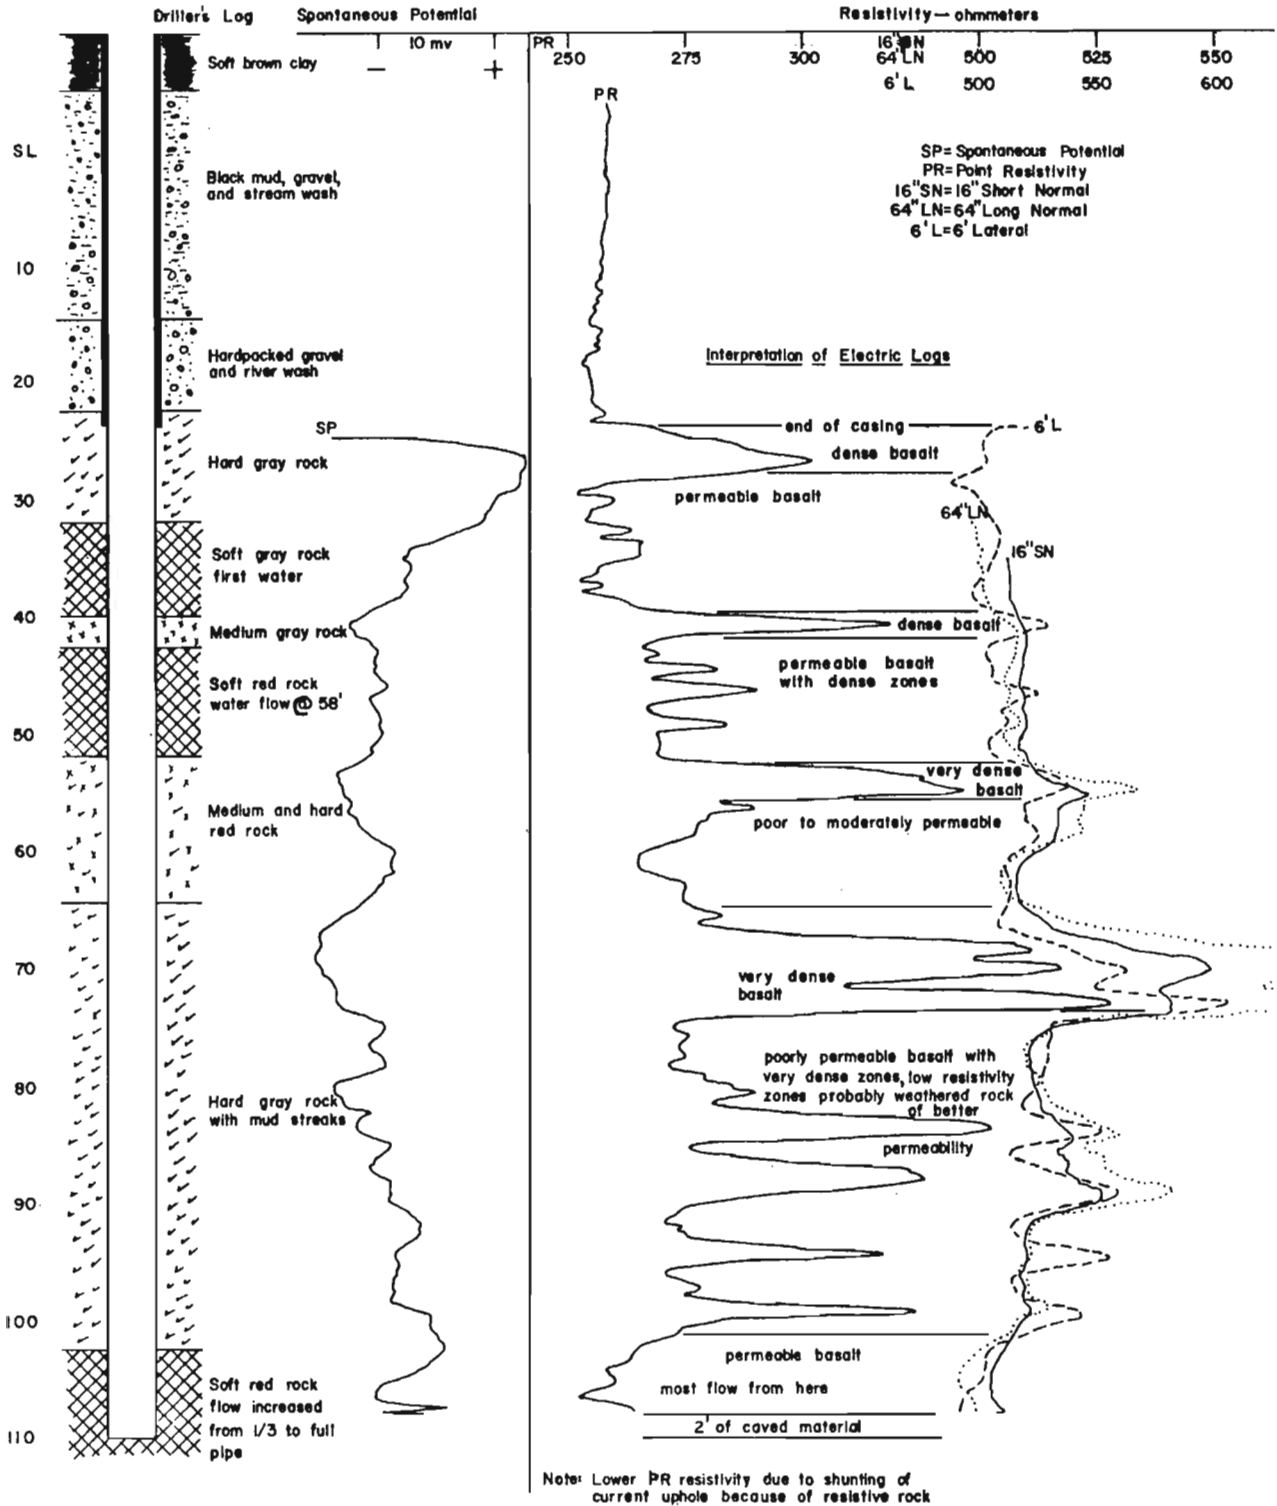 Driller's Log
Spontaneous Potential
Resistivity — ohmmeters
10 mv
− +
PR
250 275 300
16" SN
64" LN 500 525 550
6' L 500 550 600
Soft brown clay
PR
SL
SP= Spontaneous Potential
PR= Point Resistivity
16"SN= 16" Short Normal
64" LN= 64" Long Normal
6' L= 6' Lateral
Black mud, gravel,
and stream wash
10
Hardpacked gravel
and river wash
Interpretation of Electric Logs
20
SP
end of casing
6' L
Hard gray rock
dense basalt
30
permeable basalt
64" LN
16" SN
Soft gray rock
first water
40
Medium gray rock
dense basalt
Soft red rock
water flow @ 58'
permeable basalt
with dense zones
50
very dense
basalt
Medium and hard
red rock
poor to moderately permeable
60
70
very dense
basalt
80
Hard gray rock
with mud streaks
poorly permeable basalt with
very dense zones, low resistivity
zones probably weathered rock
of better
permeability
90
100
permeable basalt
Soft red rock
flow increased
from 1/3 to full
pipe
most flow from here
110
2' of caved material
Note: Lower PR resistivity due to shunting of
current uphole because of resistive rock